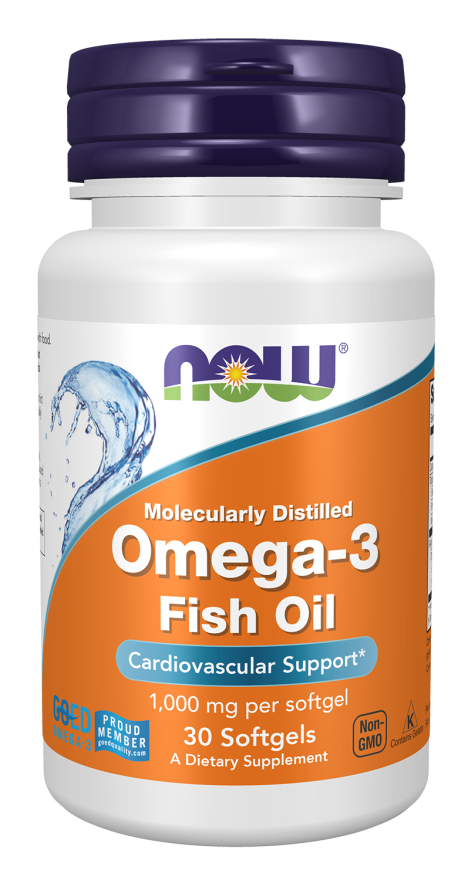 now®
Molecularly Distilled
Omega-3
Fish Oil
Cardiovascular Support*
1,000 mg per softgel
30 Softgels
A Dietary Supplement
GOED
OMEGA-3
PROUD
MEMBER
goedquality.com
Non-
GMO
K
Contains Gelatin